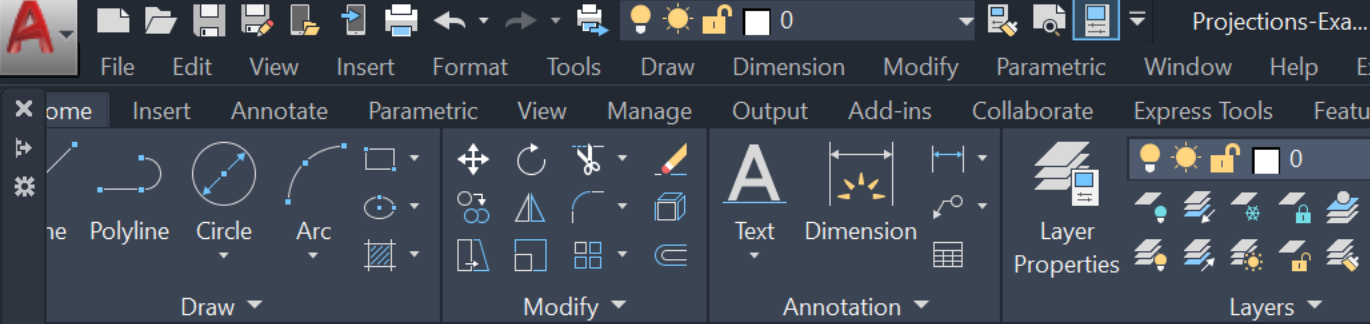 0 Projections-Exa...
File Edit View Insert Format Tools Draw Dimension Modify Parametric Window Help
ome Insert Annotate Parametric View Manage Output Add-ins Collaborate Express Tools Featu
0
ne Polyline Circle Arc Text Dimension Layer
Properties
Draw Modify Annotation Layers